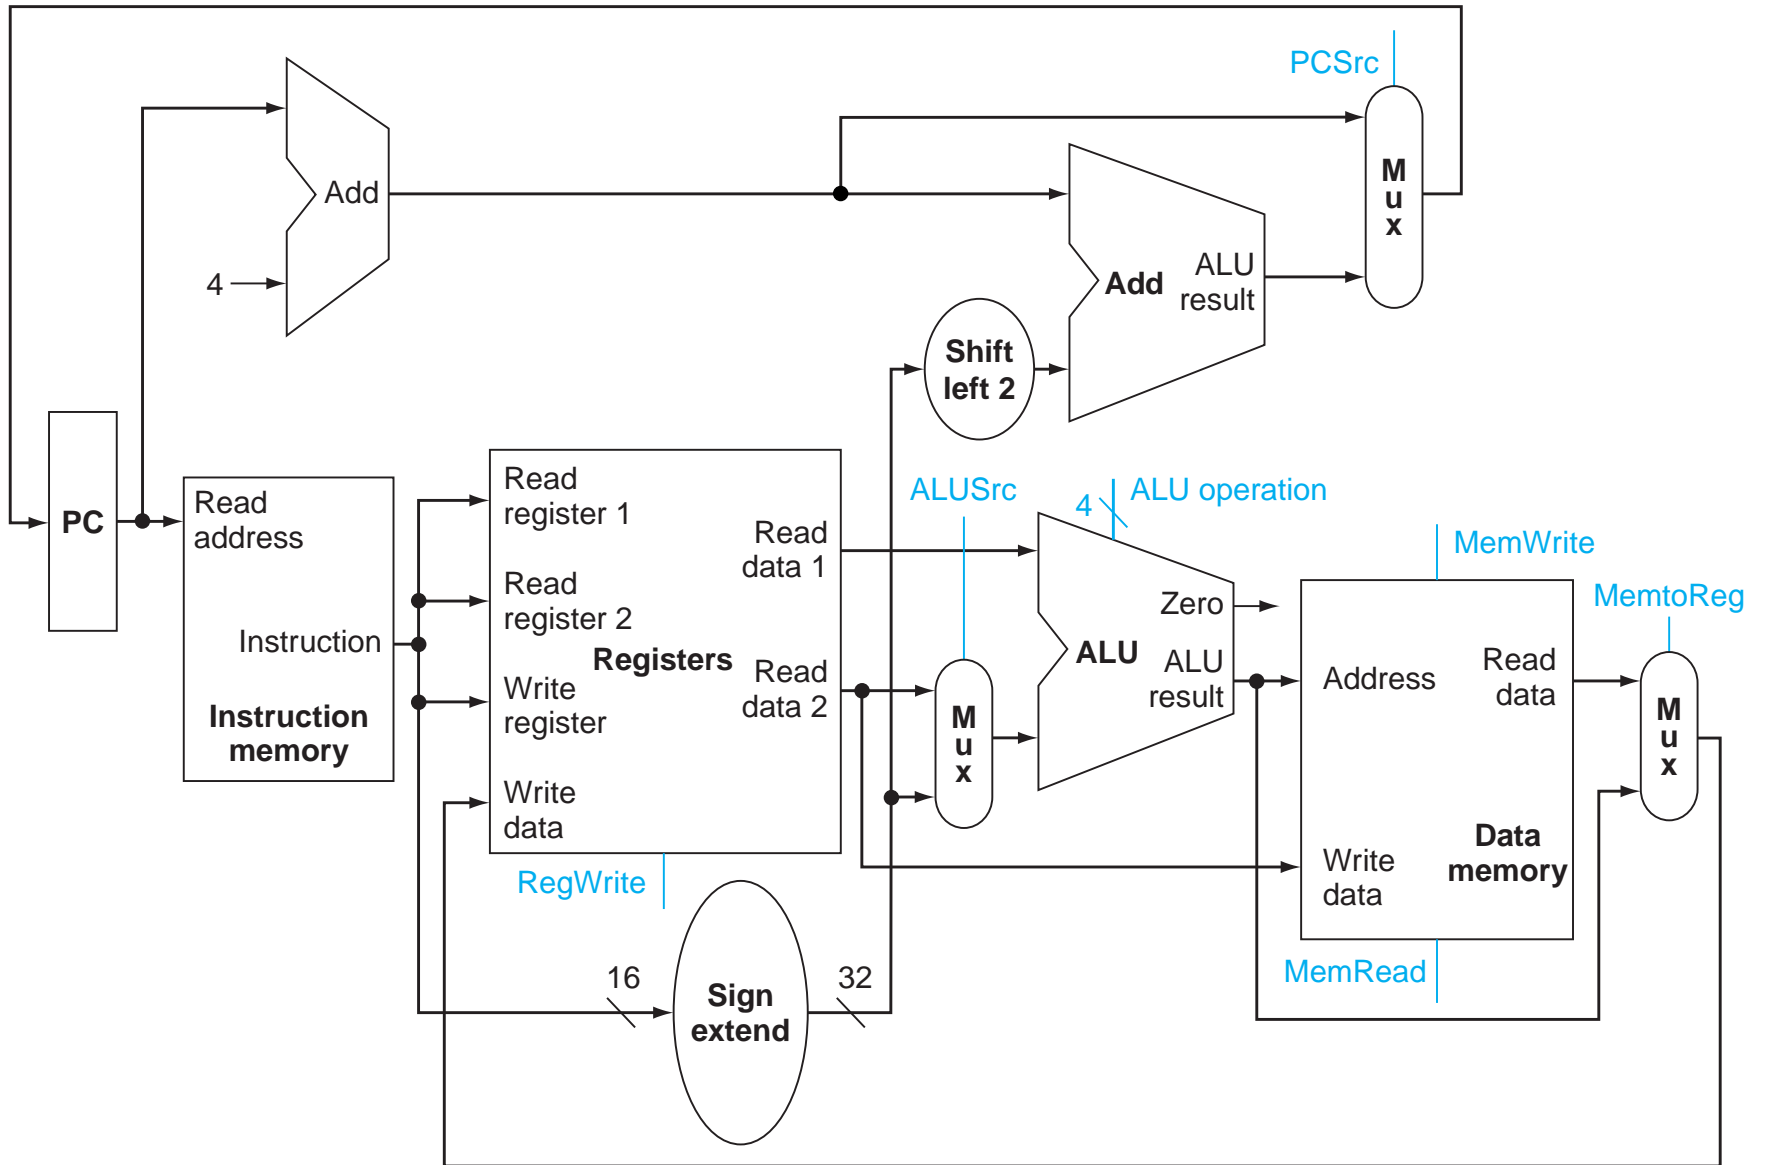 PCSrc
Add
M
u
x
4
Add
ALU
result
Shift
left 2
PC
Read
address
Instruction
Instruction
memory
Read
register 1
Read
register 2
Write
register
Write
data
Registers
Read
data 1
Read
data 2
RegWrite
ALUSrc
M
u
x
4
ALU operation
Zero
ALU
ALU
result
MemWrite
Address
Read
data
Write
data
Data
memory
MemRead
MemtoReg
M
u
x
16
Sign
extend
32